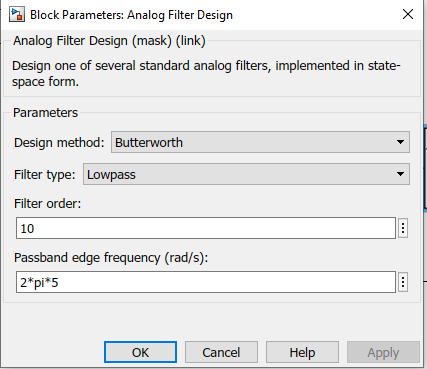 Block Parameters: Analog Filter Design
Analog Filter Design (mask) (link)
Design one of several standard analog filters, implemented in state-
space form.
Parameters
Design method: Butterworth
Filter type: Lowpass
Filter order:
10
Passband edge frequency (rad/s):
2*pi*5
OK Cancel Help Apply